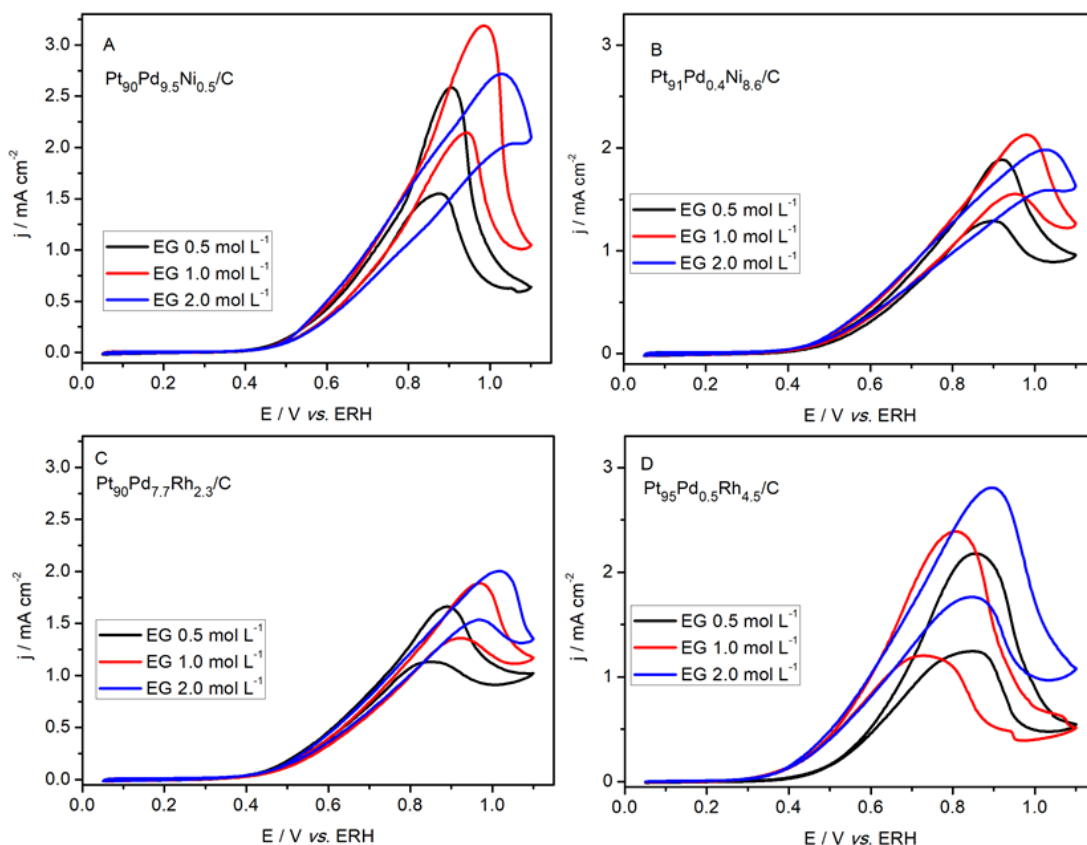 A
Pt₉₀Pd₉.₅Ni₀.₅/C
j / mA cm⁻²
3.0
2.5
2.0
1.5
1.0
0.5
0.0
EG 0.5 mol L⁻¹
EG 1.0 mol L⁻¹
EG 2.0 mol L⁻¹
0.0 0.2 0.4 0.6 0.8 1.0
E / V vs. ERH
B
Pt₉₁Pd₀.₄Ni₈.₆/C
j / mA cm⁻²
3
2
1
0
EG 0.5 mol L⁻¹
EG 1.0 mol L⁻¹
EG 2.0 mol L⁻¹
0.0 0.2 0.4 0.6 0.8 1.0
E / V vs. ERH
C
Pt₉₀Pd₇.₇Rh₂.₃/C
j / mA cm⁻²
3.0
2.5
2.0
1.5
1.0
0.5
0.0
EG 0.5 mol L⁻¹
EG 1.0 mol L⁻¹
EG 2.0 mol L⁻¹
0.0 0.2 0.4 0.6 0.8 1.0
E / V vs. ERH
D
Pt₉₅Pd₀.₅Rh₄.₅/C
j / mA cm⁻²
3
2
1
0
EG 0.5 mol L⁻¹
EG 1.0 mol L⁻¹
EG 2.0 mol L⁻¹
0.0 0.2 0.4 0.6 0.8 1.0
E / V vs. ERH